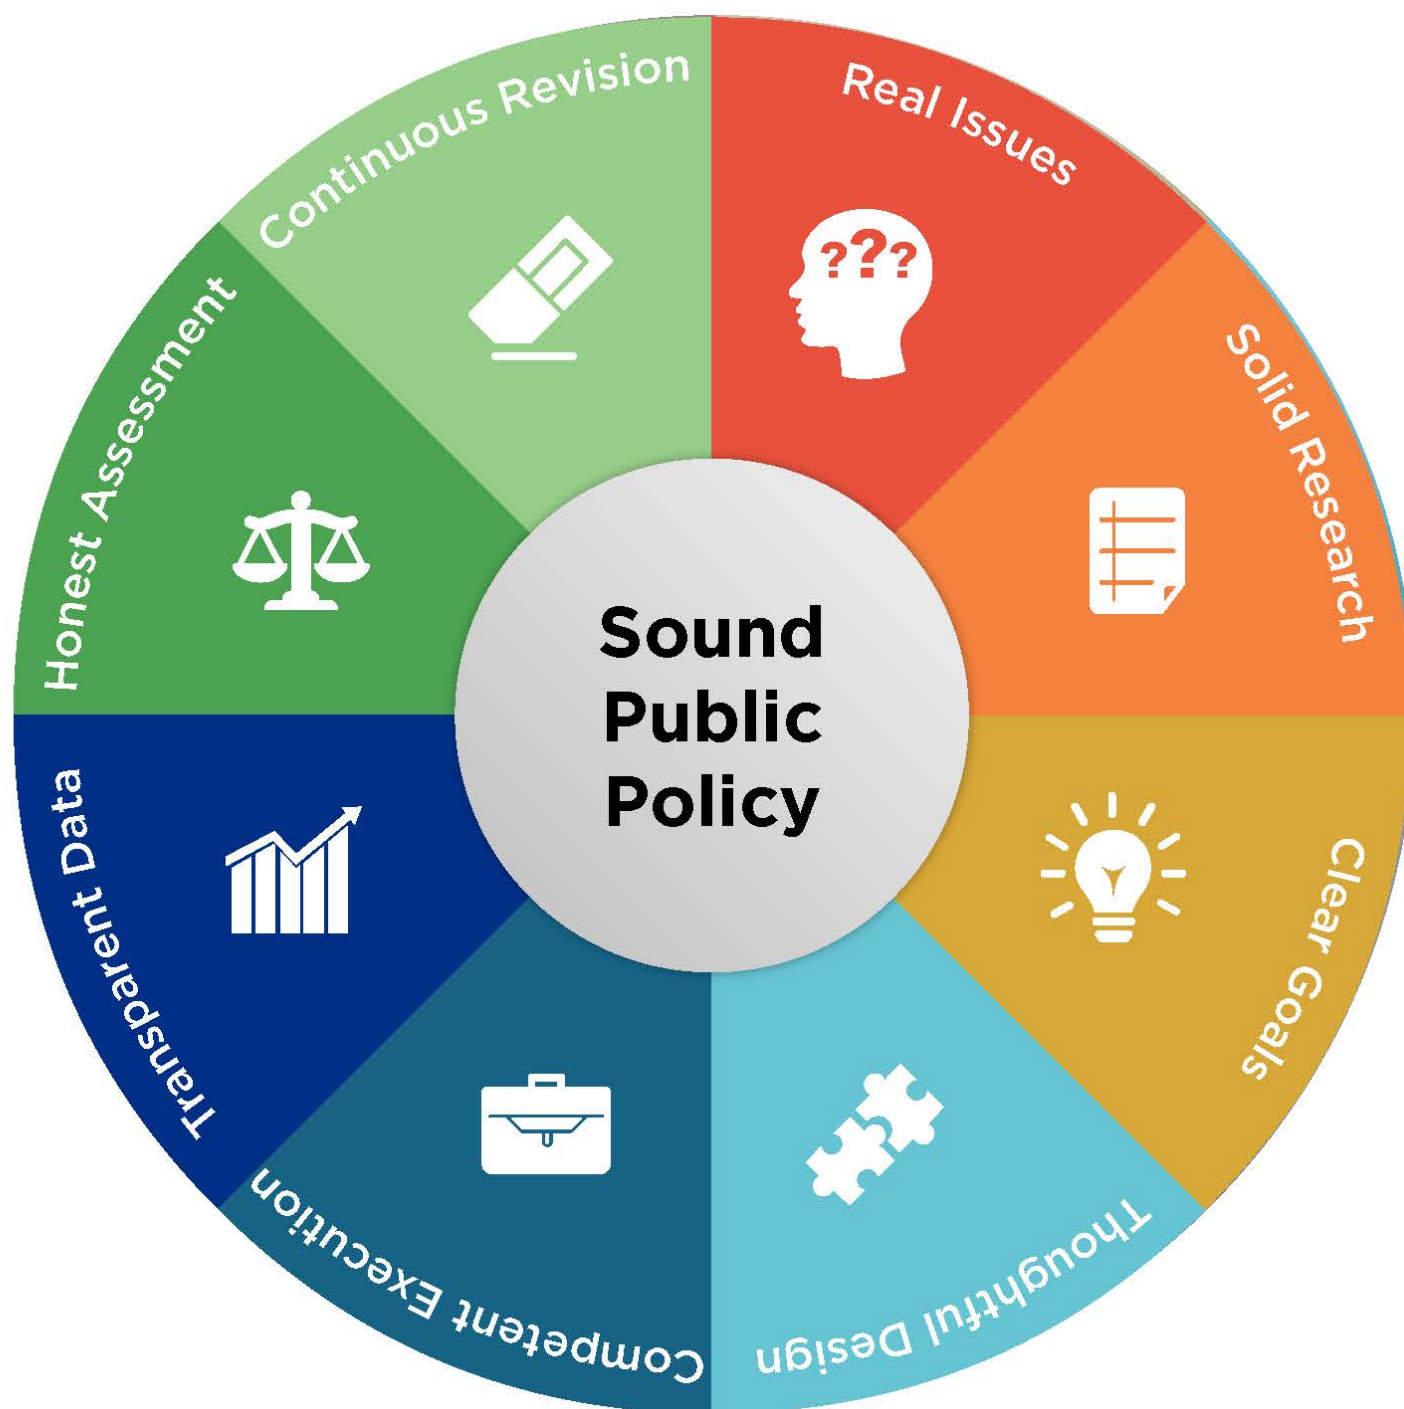 Sound
Public
Policy
Real Issues
???
Solid Research
Clear Goals
Thoughtful Design
Competent Execution
Transparent Data
Honest Assessment
Continuous Revision